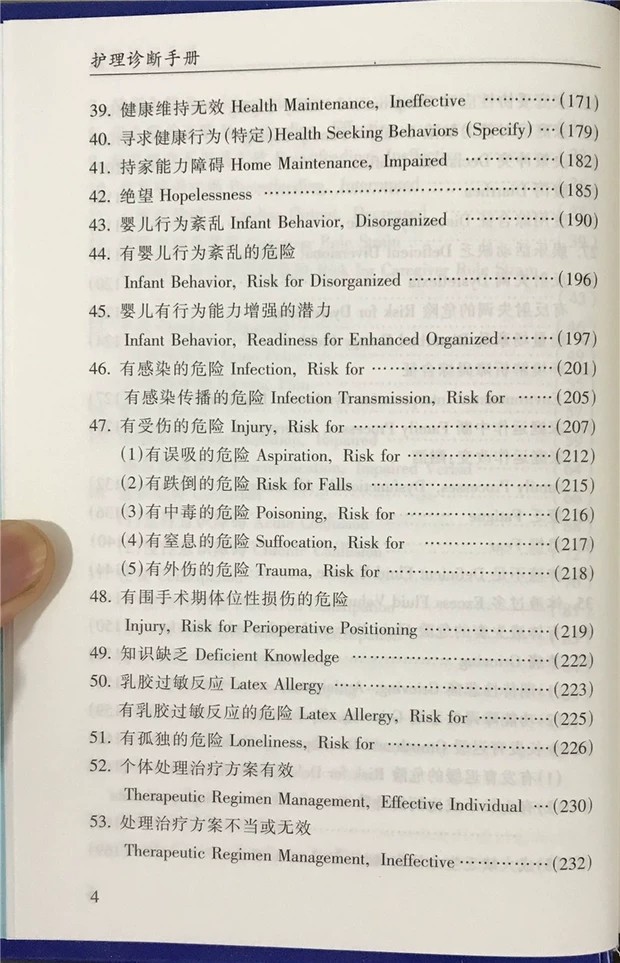 护理诊断手册
39. 健康维持无效 Health Maintenance, Ineffective …………(171)
40. 寻求健康行为(特定)Health Seeking Behaviors (Specify) …(179)
41. 持家能力障碍 Home Maintenance, Impaired ………………(182)
42. 绝望 Hopelessness ……………………………………………(185)
43. 婴儿行为紊乱 Infant Behavior, Disorganized ……………(190)
44. 有婴儿行为紊乱的危险
Infant Behavior, Risk for Disorganized ……………………(196)
45. 婴儿有行为能力增强的潜力
Infant Behavior, Readiness for Enhanced Organized………(197)
46. 有感染的危险 Infection, Risk for …………………………(201)
有感染传播的危险 Infection Transmission, Risk for ……(205)
47. 有受伤的危险 Injury, Risk for ……………………………(207)
(1)有误吸的危险 Aspiration, Risk for ……………………(212)
(2)有跌倒的危险 Risk for Falls …………………………(215)
(3)有中毒的危险 Poisoning, Risk for ……………………(216)
(4)有窒息的危险 Suffocation, Risk for …………………(217)
(5)有外伤的危险 Trauma, Risk for ………………………(218)
48. 有围手术期体位性损伤的危险
Injury, Risk for Perioperative Positioning …………………(219)
49. 知识缺乏 Deficient Knowledge ……………………………(222)
50. 乳胶过敏反应 Latex Allergy ………………………………(223)
有乳胶过敏反应的危险 Latex Allergy, Risk for …………(225)
51. 有孤独的危险 Loneliness, Risk for ………………………(226)
52. 个体处理治疗方案有效
Therapeutic Regimen Management, Effective Individual …(230)
53. 处理治疗方案不当或无效
Therapeutic Regimen Management, Ineffective ……………(232)
4